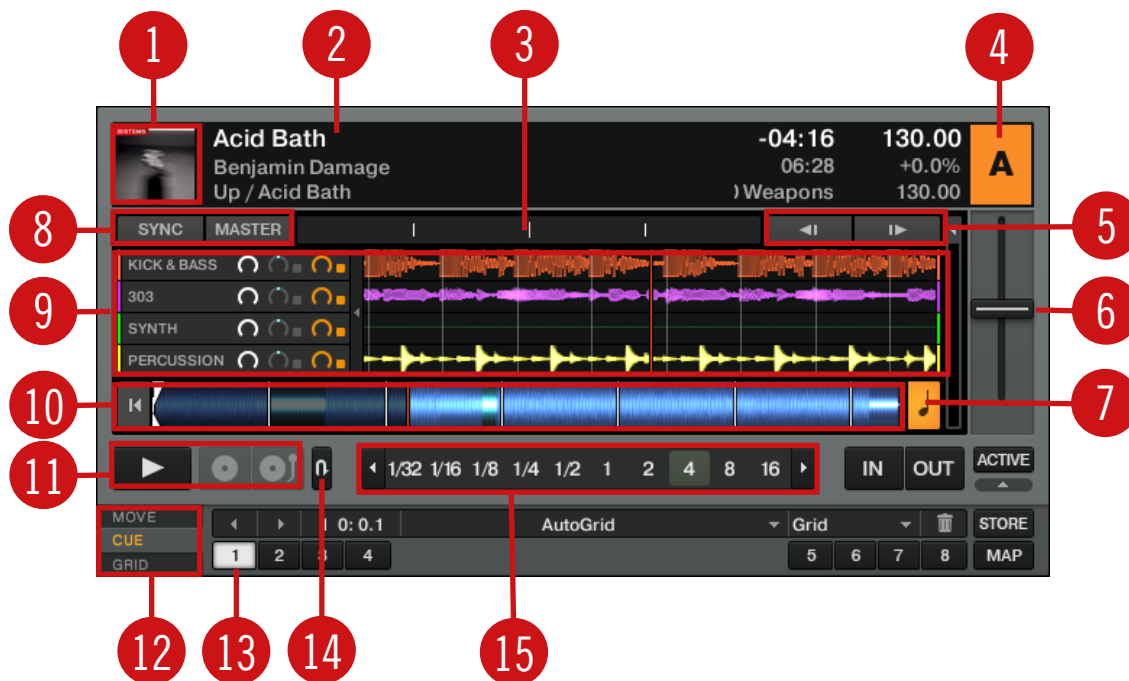 1 2 3 4
STEMS
Acid Bath -04:16 130.00 A
Benjamin Damage 06:28 +0.0%
Up / Acid Bath Weapons 130.00
8 SYNC MASTER 5
KICK & BASS
9 303 6
SYNTH
PERCUSSION
10 7
11 1/32 1/16 1/8 1/4 1/2 1 2 4 8 16 IN OUT ACTIVE
MOVE 0: 0.1 AutoGrid Grid STORE
CUE
GRID 1 2 3 4 5 6 7 8 MAP
12 13 14 15